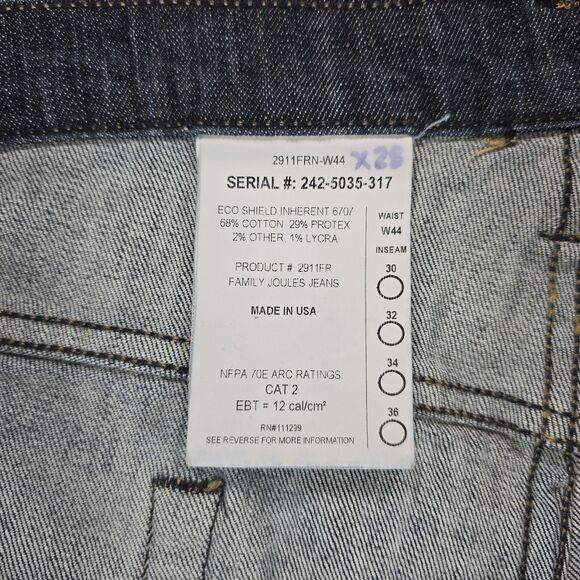 2911FRN-W44 X28
SERIAL #: 242-5035-317
ECO SHIELD INHERENT 6707
68% COTTON 29% PROTEX
2% OTHER, 1% LYCRA
PRODUCT # 2911FR
FAMILY JOULES JEANS
MADE IN USA
NFPA 70E ARC RATINGS:
CAT 2
EBT = 12 cal/cm²
RN#111299
SEE REVERSE FOR MORE INFORMATION
WAIST
W44
INSEAM
30
32
34
36